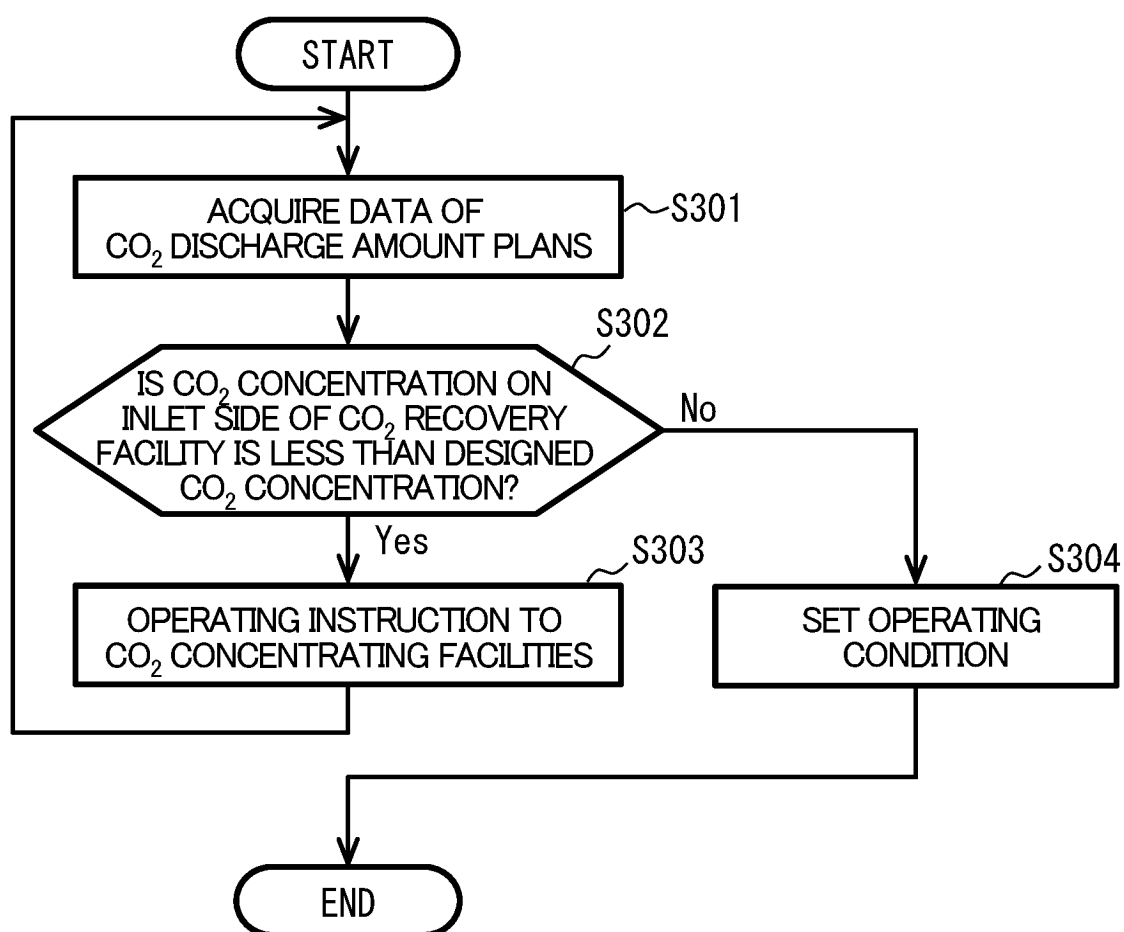 START
ACQUIRE DATA OF
CO₂ DISCHARGE AMOUNT PLANS
S301
S302
IS CO₂ CONCENTRATION ON
INLET SIDE OF CO₂ RECOVERY
FACILITY IS LESS THAN DESIGNED
CO₂ CONCENTRATION?
No
Yes
S303
OPERATING INSTRUCTION TO
CO₂ CONCENTRATING FACILITIES
S304
SET OPERATING
CONDITION
END